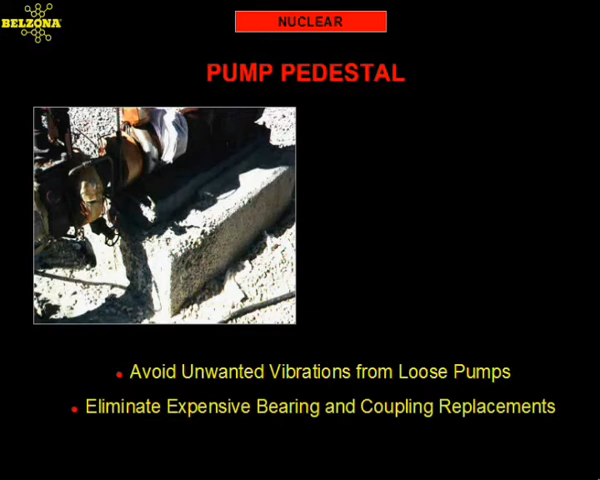 BELZONA
NUCLEAR
PUMP PEDESTAL
Avoid Unwanted Vibrations from Loose Pumps
Eliminate Expensive Bearing and Coupling Replacements